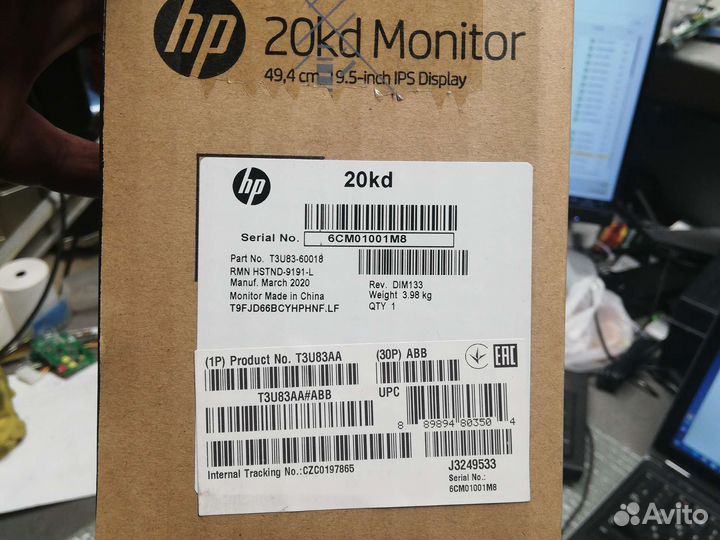 hp 20kd Monitor
49,4 cm 19.5-inch IPS Display
hp
20kd
Serial No. 6CM01001M8
Part No. T3U83-60018
RMN HSTND-9191-L
Manuf. March 2020
Monitor Made in China
T9FJD66BCYHPHNF.LF
Rev. DIM133
Weight 3.98 kg
QTY 1
(1P) Product No. T3U83AA
(30P) ABB
EAC
T3U83AA#ABB
UPC
8 89894 80350 4
Internal Tracking No.:CZC0197865
J3249533
Serial No.:
6CM01001M8
Avito